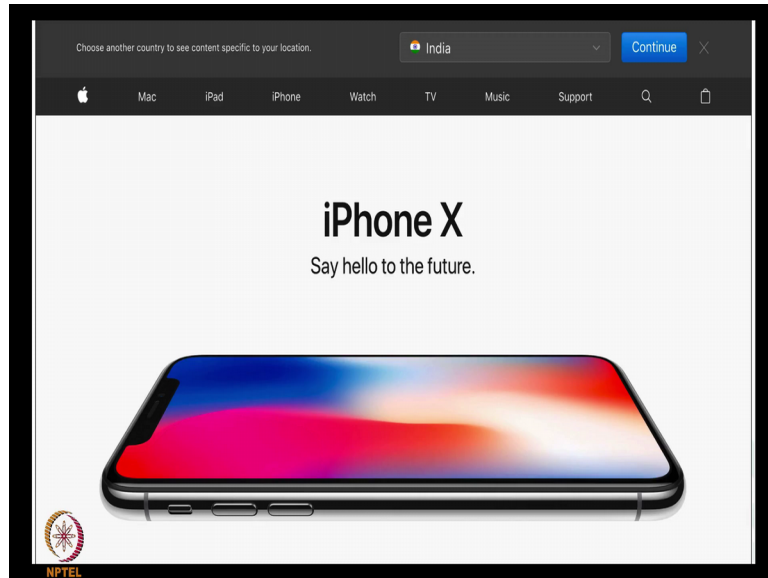 Choose another country to see content specific to your location.
India
Continue
Mac iPad iPhone Watch TV Music Support
iPhone X
Say hello to the future.
NPTEL